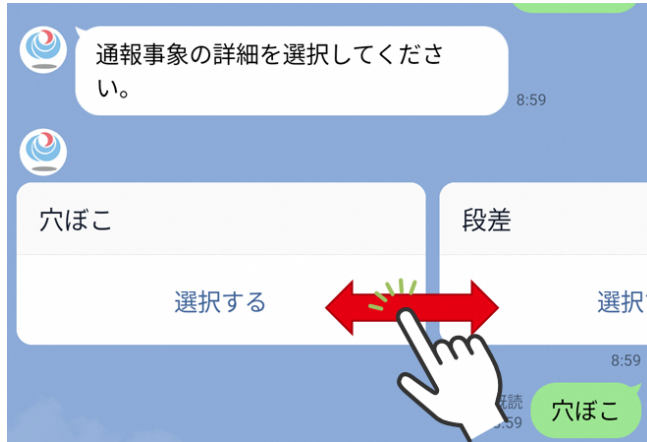 通報事象の詳細を選択してくださ
い。
8:59
穴ぼこ
段差
選択する
選択
8:59
既読
穴ぼこ
:59